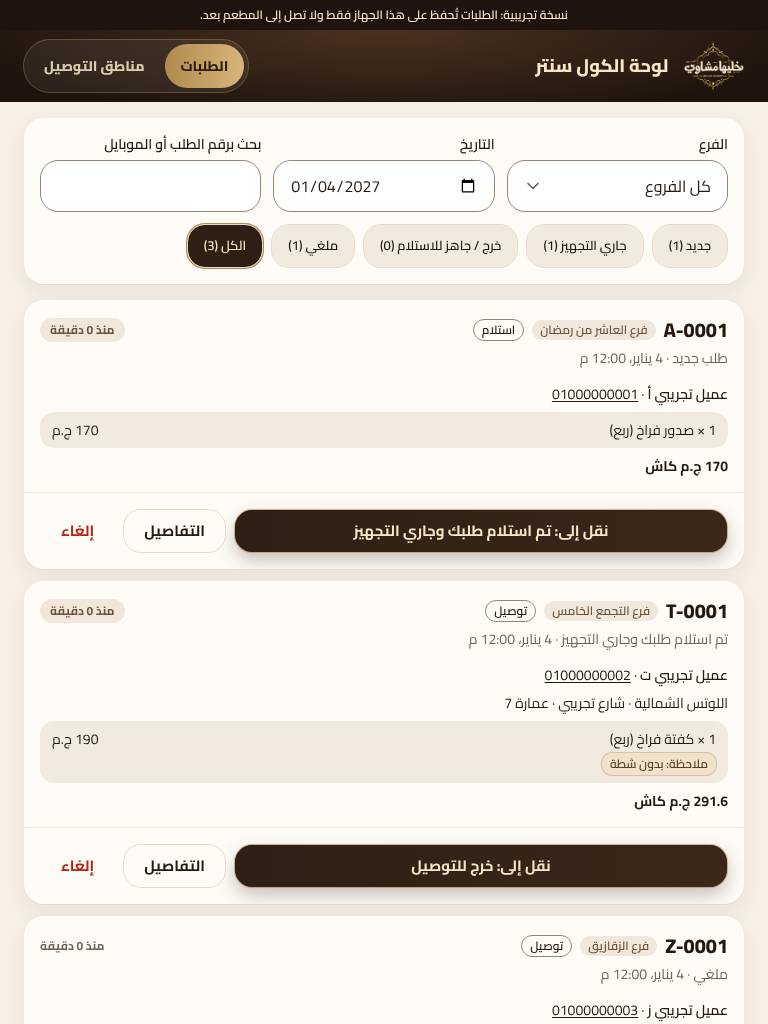 نسخة تجريبية: الطلبات تُحفظ على هذا الجهاز فقط ولا تصل إلى المطعم بعد.
خليها مشاوي
لوحة الكول سنتر
الطلبات
مناطق التوصيل
الفرع
التاريخ
بحث برقم الطلب أو الموبايل
كل الفروع
01/04/2027
جديد (1)
جاري التجهيز (1)
خرج / جاهز للاستلام (0)
ملغي (1)
الكل (3)
A-0001 فرع العاشر من رمضان استلام منذ 0 دقيقة
طلب جديد · 4 يناير، 12:00 م
عميل تجريبي أ · 01000000001
1 × صدور فراخ (ربع) 170 ج.م
170 ج.م كاش
نقل إلى: تم استلام طلبك وجاري التجهيز
التفاصيل
إلغاء
T-0001 فرع التجمع الخامس توصيل منذ 0 دقيقة
تم استلام طلبك وجاري التجهيز · 4 يناير، 12:00 م
عميل تجريبي ت · 01000000002
اللوتس الشمالية · شارع تجريبي · عمارة 7
1 × كفتة فراخ (ربع) 190 ج.م
ملاحظة: بدون شطة
291.6 ج.م كاش
نقل إلى: خرج للتوصيل
التفاصيل
إلغاء
Z-0001 فرع الزقازيق توصيل منذ 0 دقيقة
ملغي · 4 يناير، 12:00 م
عميل تجريبي ز · 01000000003